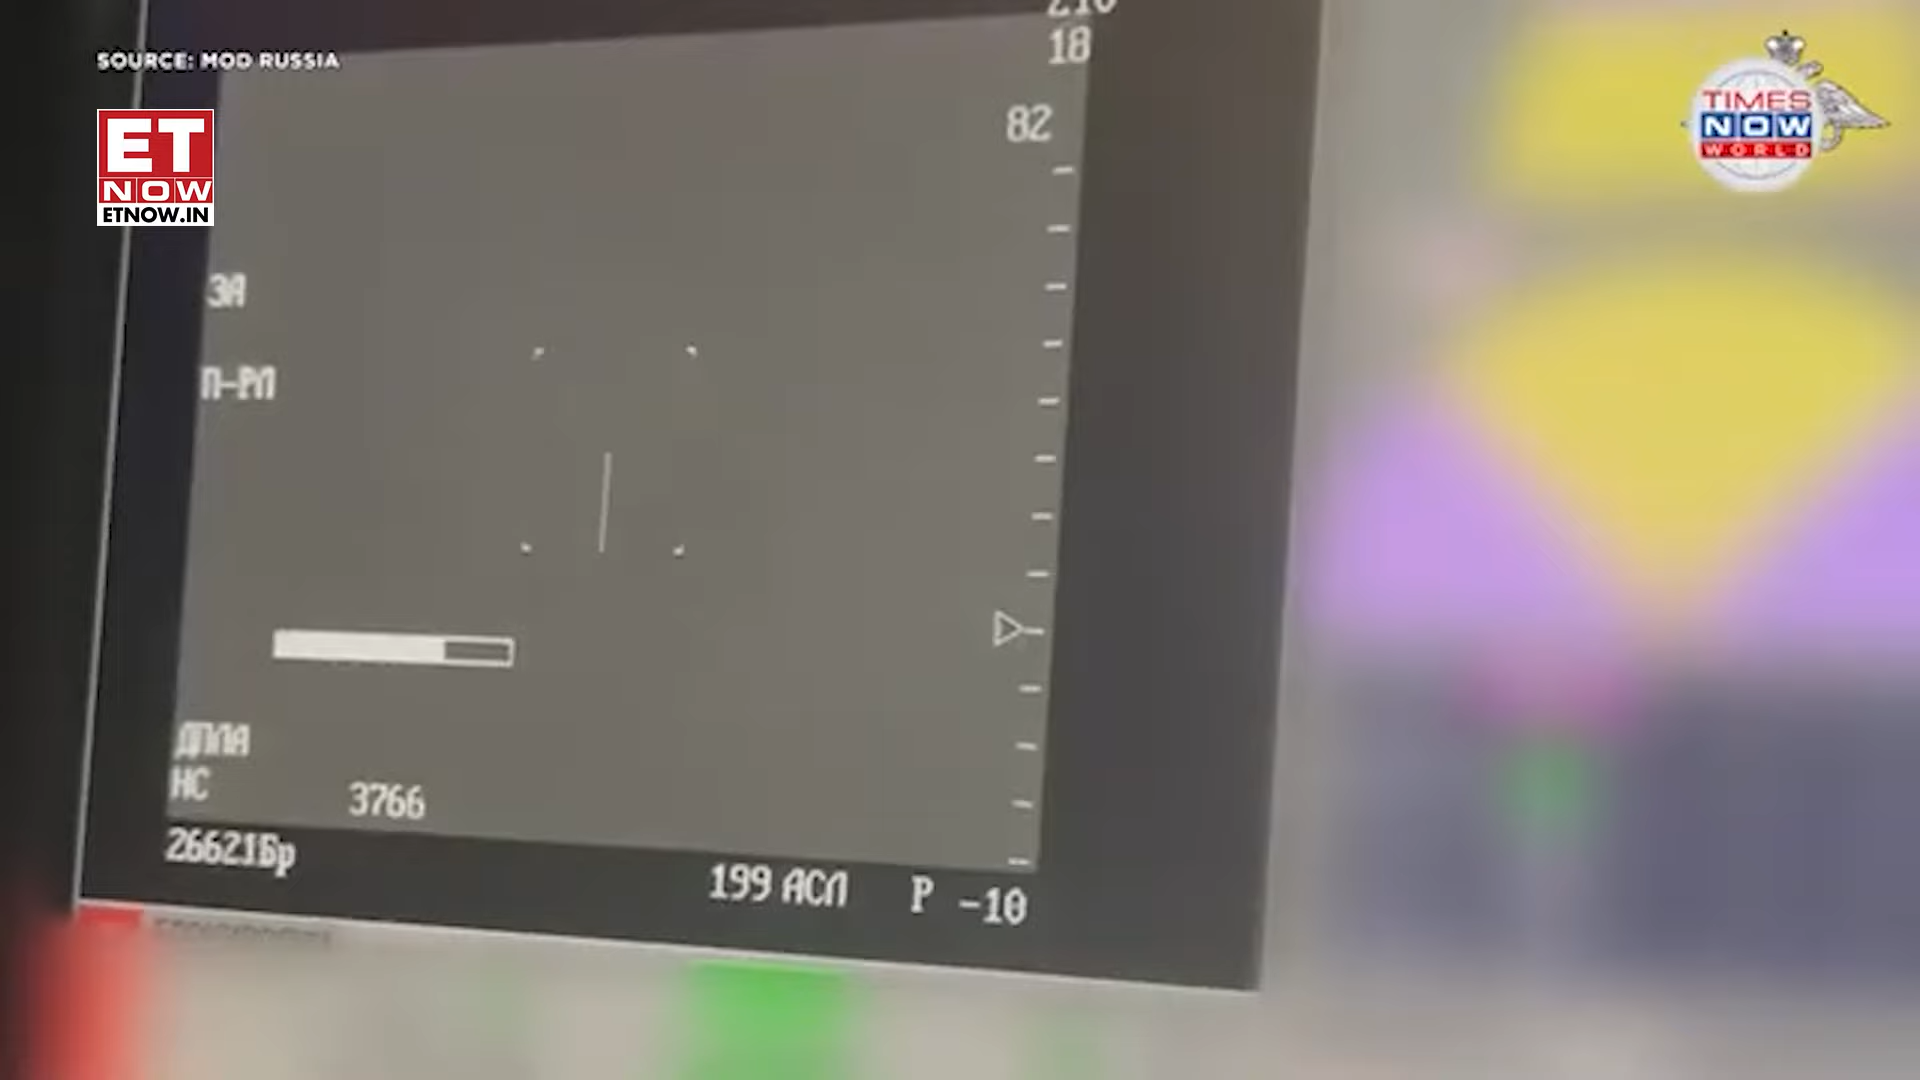 SOURCE: MOD RUSSIA
ET
NOW
ETNOW.IN
TIMES
NOW
WORLD
18
82
ЗА
П-РЛ
ДПЛА
НС
3766
26621Бр
199 АСЛ
Р -10